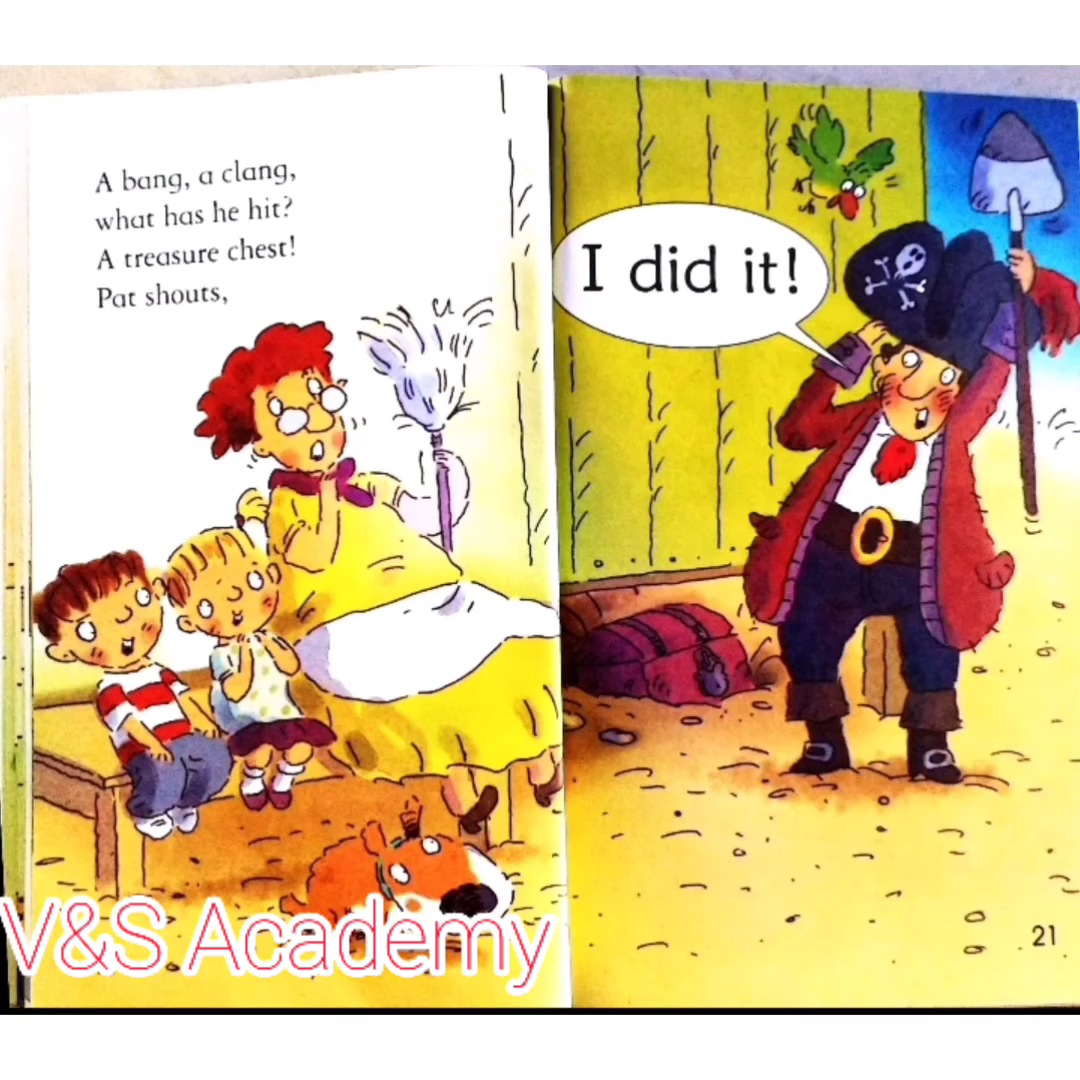 A bang, a clang,
what has he hit?
A treasure chest!
Pat shouts,
I did it!
V&S Academy
21